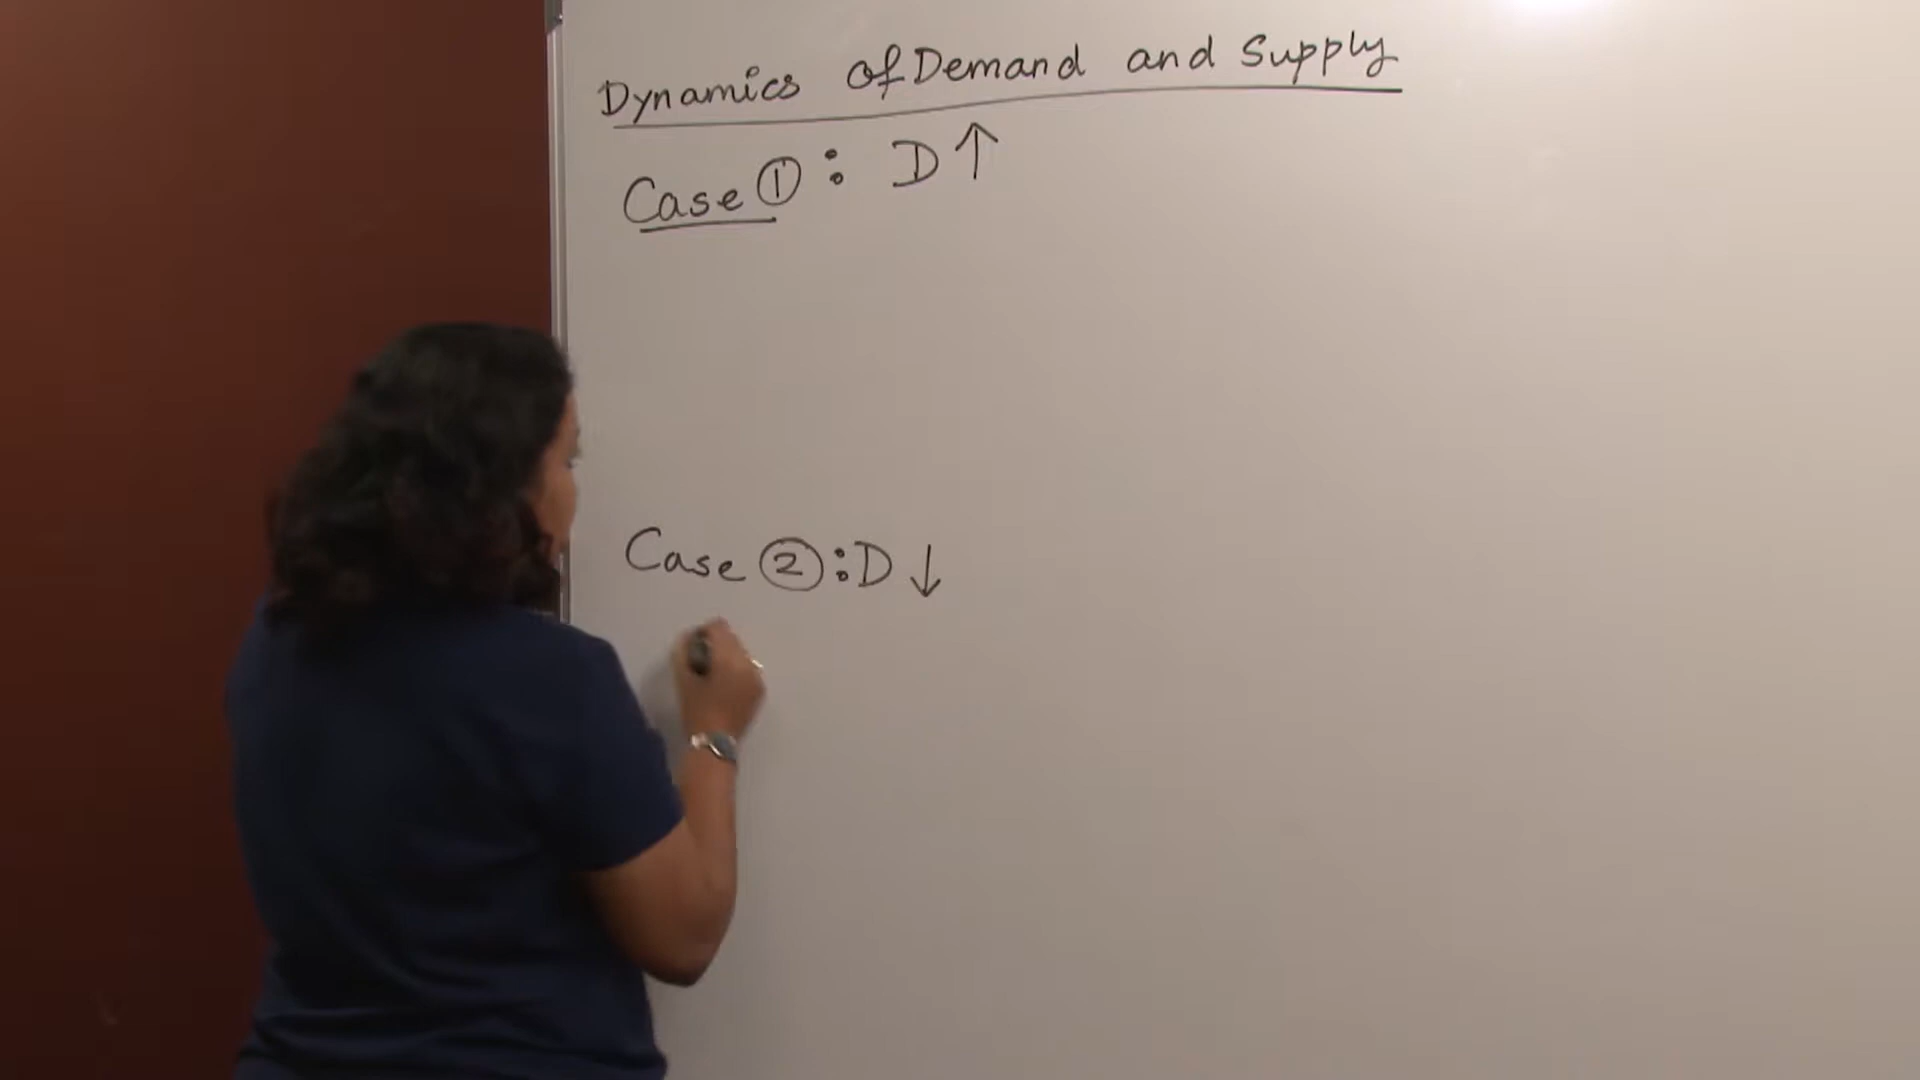 Dynamics of Demand and Supply
Case ① : D ↑
Case ② : D ↓